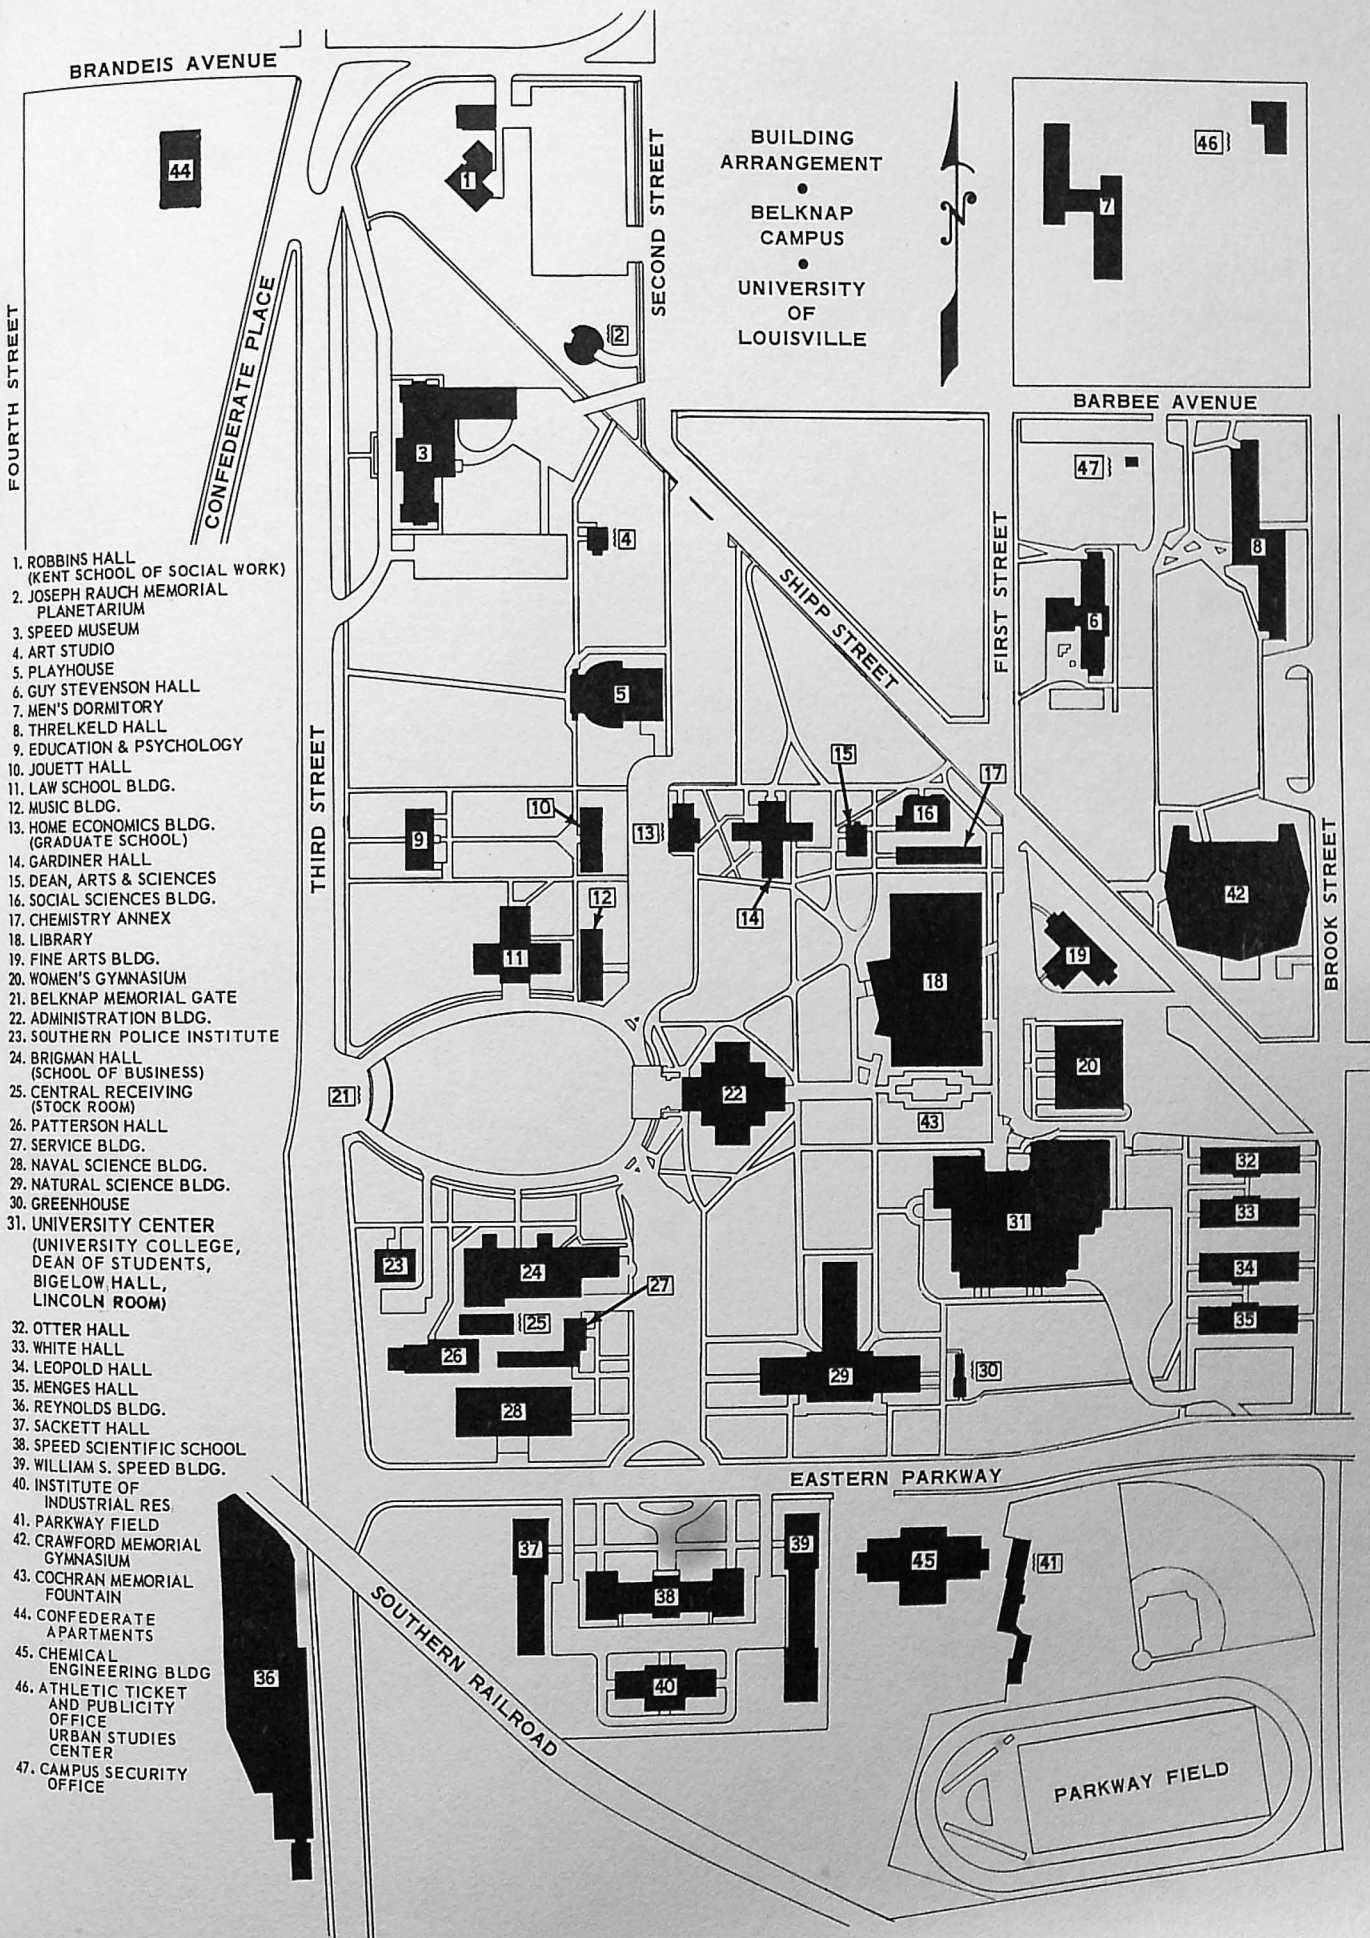 BRANDEIS AVENUE
44
1
SECOND STREET
BUILDING
ARRANGEMENT
•
BELKNAP
CAMPUS
•
UNIVERSITY
OF
LOUISVILLE
N
46
7
FOURTH STREET
CONFEDERATE PLACE
2
BARBEE AVENUE
3
47
4
8
SHIPP STREET
FIRST STREET
6
5
THIRD STREET
15
17
10
16
9
13
14
12
42
BROOK STREET
11
18
19
20
21
22
43
32
31
33
23
24
34
27
25
35
26
29
30
28
EASTERN PARKWAY
37
39
45
41
38
SOUTHERN RAILROAD
36
40
PARKWAY FIELD
1. ROBBINS HALL
(KENT SCHOOL OF SOCIAL WORK)
2. JOSEPH RAUCH MEMORIAL
PLANETARIUM
3. SPEED MUSEUM
4. ART STUDIO
5. PLAYHOUSE
6. GUY STEVENSON HALL
7. MEN'S DORMITORY
8. THRELKELD HALL
9. EDUCATION & PSYCHOLOGY
10. JOUETT HALL
11. LAW SCHOOL BLDG.
12. MUSIC BLDG.
13. HOME ECONOMICS BLDG.
(GRADUATE SCHOOL)
14. GARDINER HALL
15. DEAN, ARTS & SCIENCES
16. SOCIAL SCIENCES BLDG.
17. CHEMISTRY ANNEX
18. LIBRARY
19. FINE ARTS BLDG.
20. WOMEN'S GYMNASIUM
21. BELKNAP MEMORIAL GATE
22. ADMINISTRATION BLDG.
23. SOUTHERN POLICE INSTITUTE
24. BRIGMAN HALL
(SCHOOL OF BUSINESS)
25. CENTRAL RECEIVING
(STOCK ROOM)
26. PATTERSON HALL
27. SERVICE BLDG.
28. NAVAL SCIENCE BLDG.
29. NATURAL SCIENCE BLDG.
30. GREENHOUSE
31. UNIVERSITY CENTER
(UNIVERSITY COLLEGE,
DEAN OF STUDENTS,
BIGELOW HALL,
LINCOLN ROOM)
32. OTTER HALL
33. WHITE HALL
34. LEOPOLD HALL
35. MENGES HALL
36. REYNOLDS BLDG.
37. SACKETT HALL
38. SPEED SCIENTIFIC SCHOOL
39. WILLIAM S. SPEED BLDG.
40. INSTITUTE OF
INDUSTRIAL RES.
41. PARKWAY FIELD
42. CRAWFORD MEMORIAL
GYMNASIUM
43. COCHRAN MEMORIAL
FOUNTAIN
44. CONFEDERATE
APARTMENTS
45. CHEMICAL
ENGINEERING BLDG
46. ATHLETIC TICKET
AND PUBLICITY
OFFICE
URBAN STUDIES
CENTER
47. CAMPUS SECURITY
OFFICE